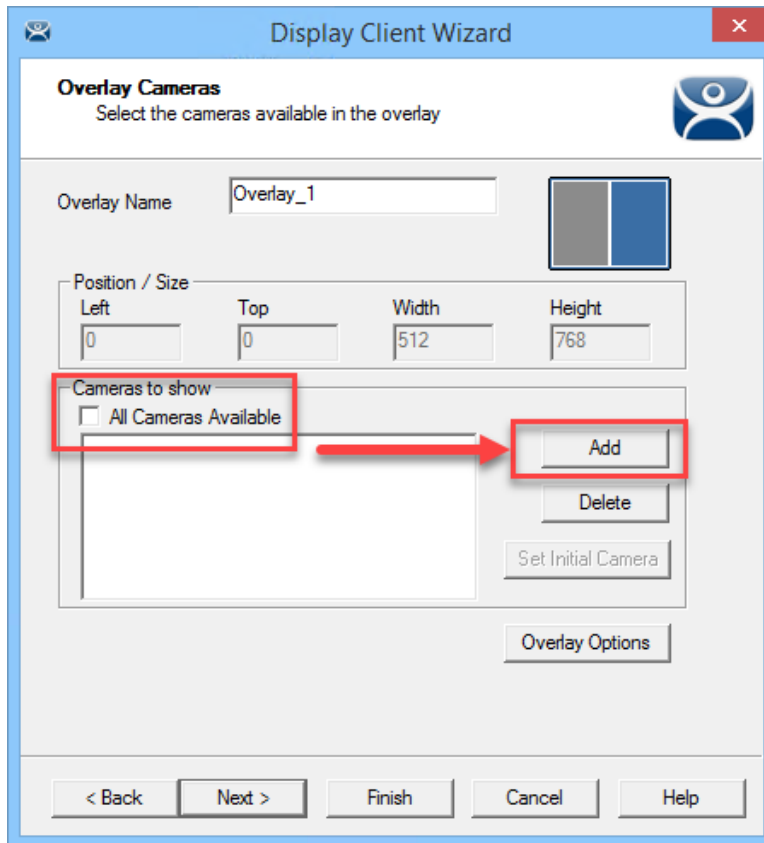 Display Client Wizard
Overlay Cameras
Select the cameras available in the overlay
Overlay Name
Overlay_1
Position / Size
Left
Top
Width
Height
0
0
512
768
Cameras to show
All Cameras Available
Add
Delete
Set Initial Camera
Overlay Options
< Back
Next >
Finish
Cancel
Help